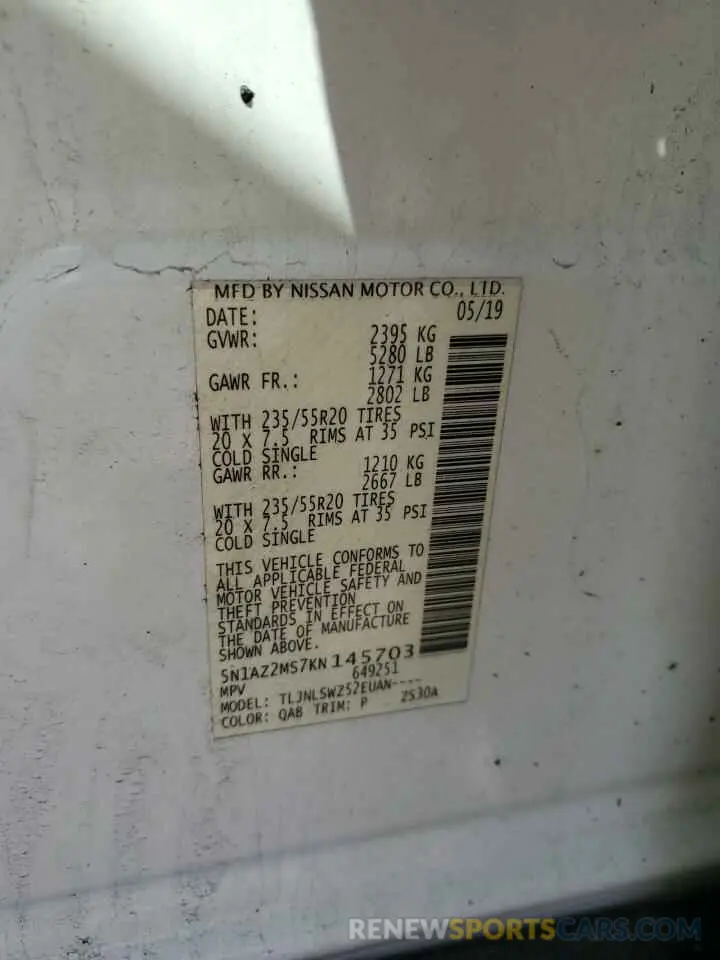 MFD BY NISSAN MOTOR CO., LTD.
DATE: 05/19
GVWR: 2395 KG
5280 LB
GAWR FR.: 1271 KG
2802 LB
WITH 235/55R20 TIRES
20 X 7.5 RIMS AT 35 PSI
COLD SINGLE
GAWR RR.: 1210 KG
2667 LB
WITH 235/55R20 TIRES
20 X 7.5 RIMS AT 35 PSI
COLD SINGLE
THIS VEHICLE CONFORMS TO
ALL APPLICABLE FEDERAL
MOTOR VEHICLE SAFETY AND
THEFT PREVENTION
STANDARDS IN EFFECT ON
THE DATE OF MANUFACTURE
SHOWN ABOVE.
5N1AZ2MS7KN145703
MPV 649251
MODEL: TLJNLSWZ52EUAN----
COLOR: QAB TRIM: P ZS30A
RENEWSPORTSCARS.COM